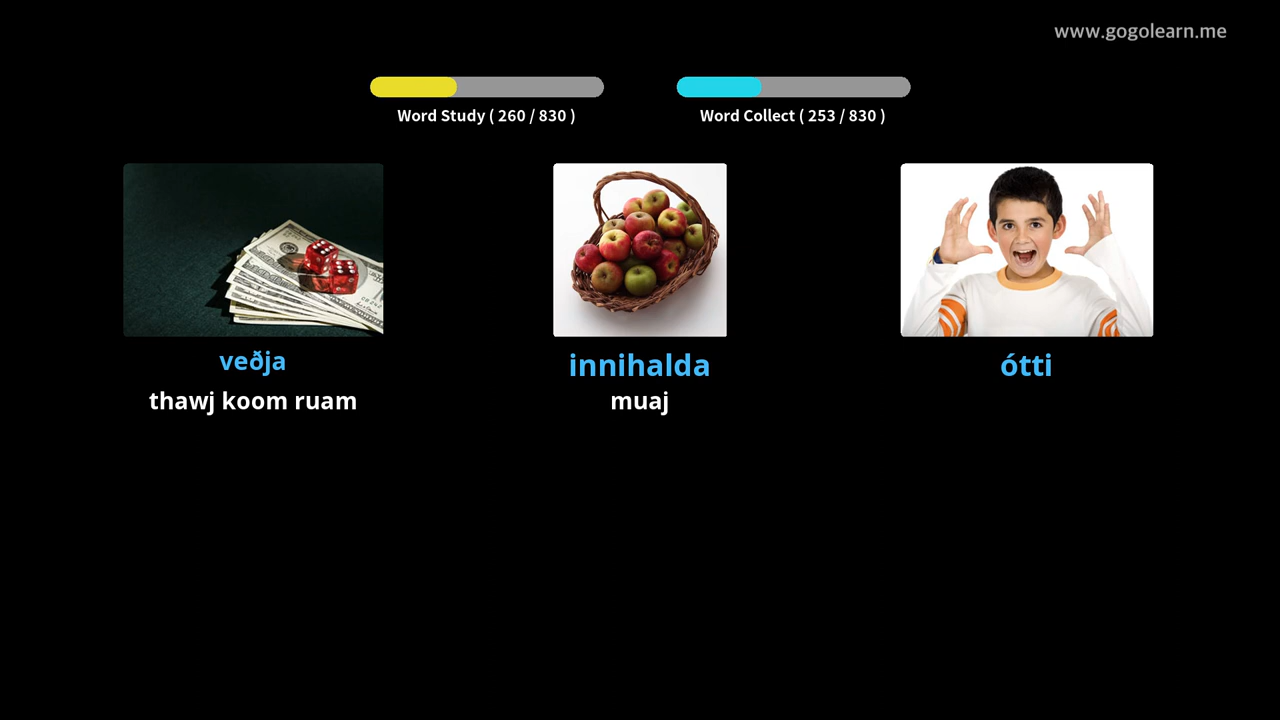 www.gogolearn.me
Word Study ( 260 / 830 )
Word Collect ( 253 / 830 )
veðja
thawj koom ruam
innihalda
muaj
ótti